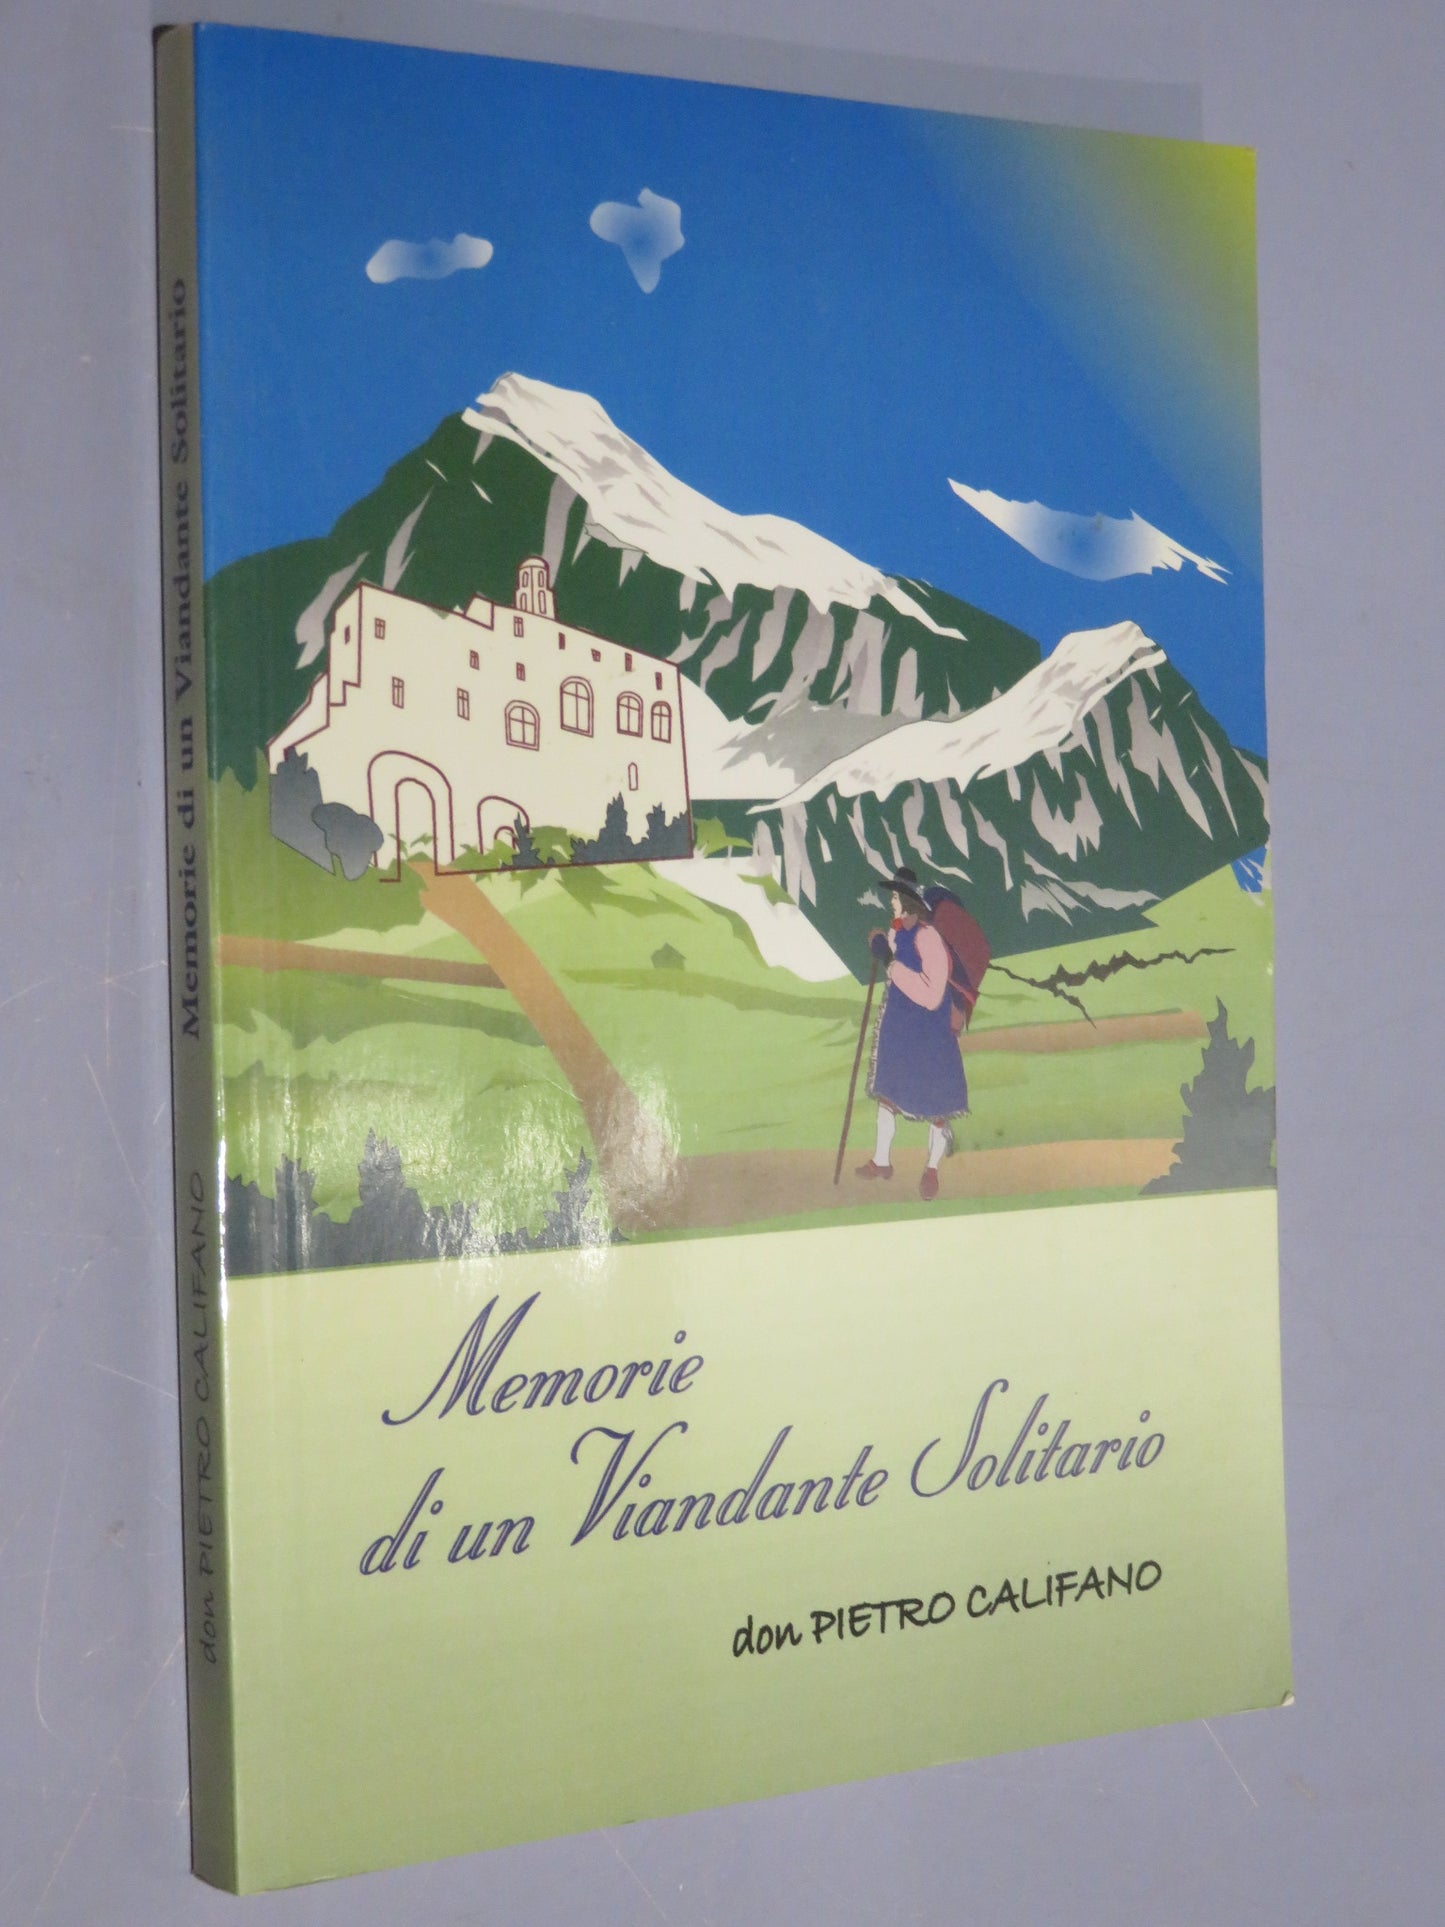 Memorie
di un Viandante Solitario
don PIETRO CALIFANO
don PIETRO CALIFANO Memorie di un Viandante Solitario